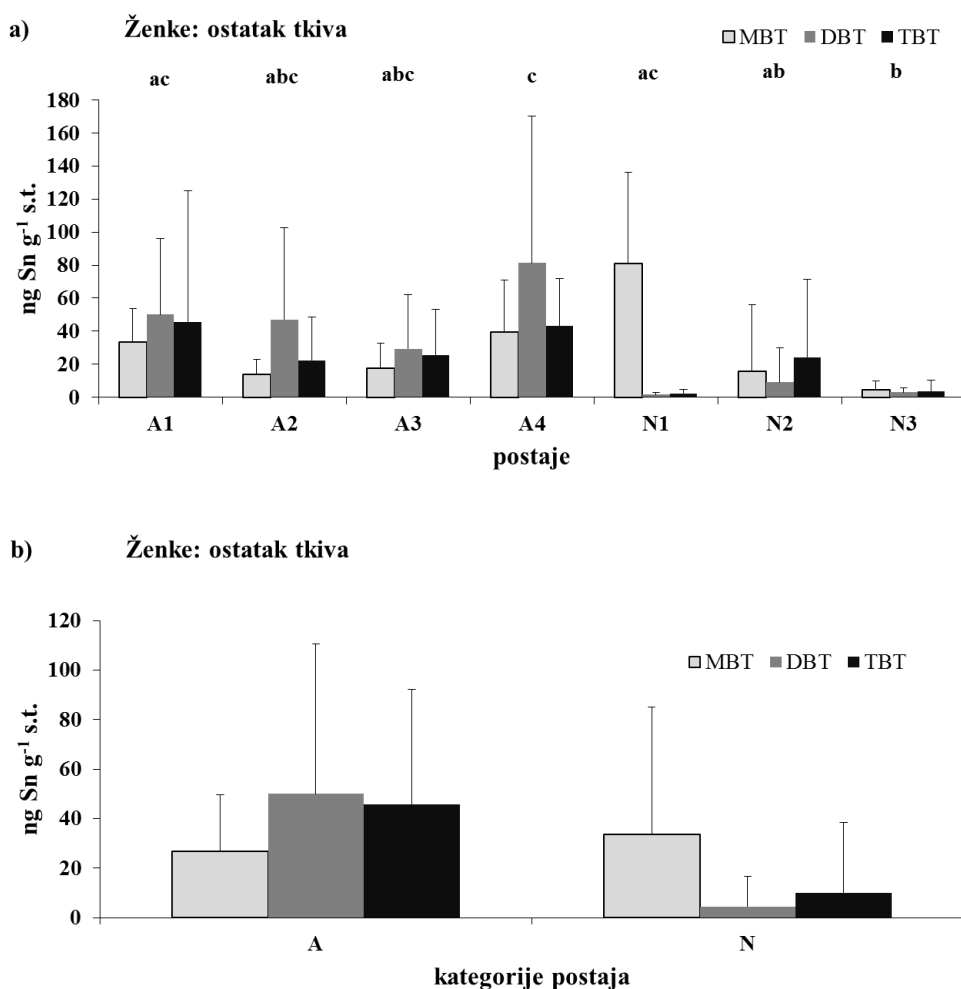 a) Ženke: ostatak tkiva
MBT DBT TBT
ac abc abc c ac ab b
180
160
140
120
100
80
60
40
20
0
ng Sn g⁻¹ s.t.
A1 A2 A3 A4 N1 N2 N3
postaje
b) Ženke: ostatak tkiva
MBT DBT TBT
120
100
80
60
40
20
0
ng Sn g⁻¹ s.t.
A N
kategorije postaja